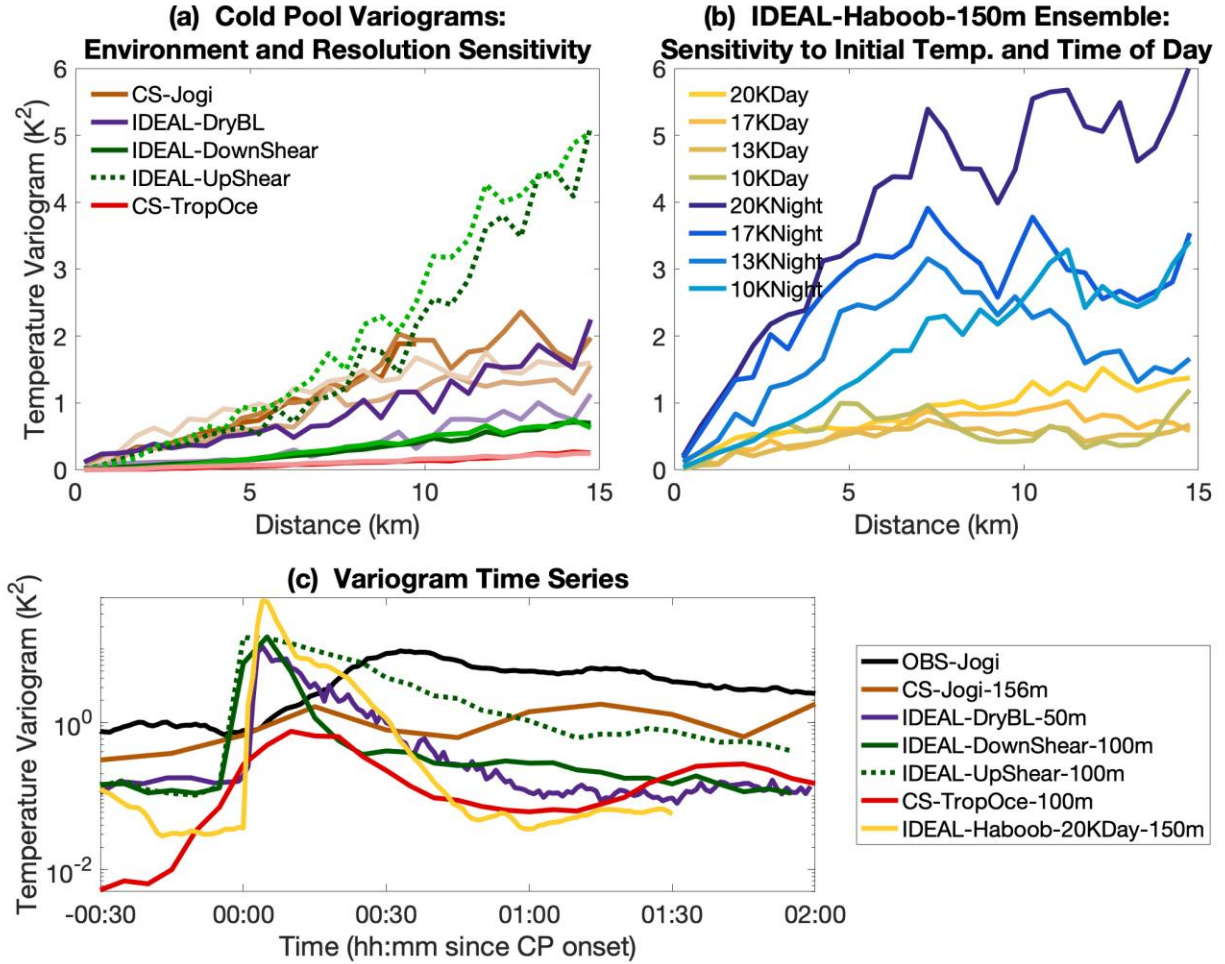 (a) Cold Pool Variograms:
Environment and Resolution Sensitivity
Temperature Variogram (K²)
6
5
4
3
2
1
0
CS-Jogi
IDEAL-DryBL
IDEAL-DownShear
IDEAL-UpShear
CS-TropOce
0 5 10 15
Distance (km)
(b) IDEAL-Haboob-150m Ensemble:
Sensitivity to Initial Temp. and Time of Day
6
5
4
3
2
1
0
20KDay
17KDay
13KDay
10KDay
20KNight
17KNight
13KNight
10KNight
0 5 10 15
Distance (km)
(c) Variogram Time Series
Temperature Variogram (K²)
10⁰
10⁻²
-00:30 00:00 00:30 01:00 01:30 02:00
Time (hh:mm since CP onset)
OBS-Jogi
CS-Jogi-156m
IDEAL-DryBL-50m
IDEAL-DownShear-100m
IDEAL-UpShear-100m
CS-TropOce-100m
IDEAL-Haboob-20KDay-150m